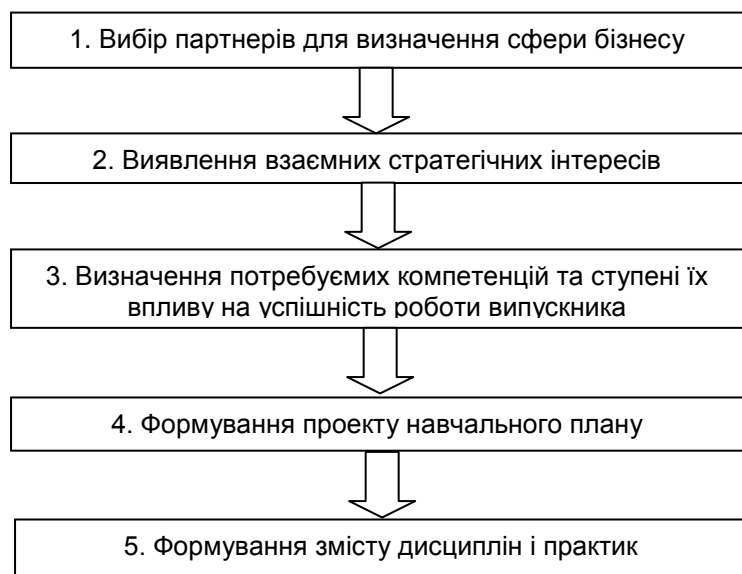 1. Вибір партнерів для визначення сфери бізнесу
2. Виявлення взаємних стратегічних інтересів
3. Визначення потребуємих компетенцій та ступені їх
впливу на успішність роботи випускника
4. Формування проекту навчального плану
5. Формування змісту дисциплін і практик